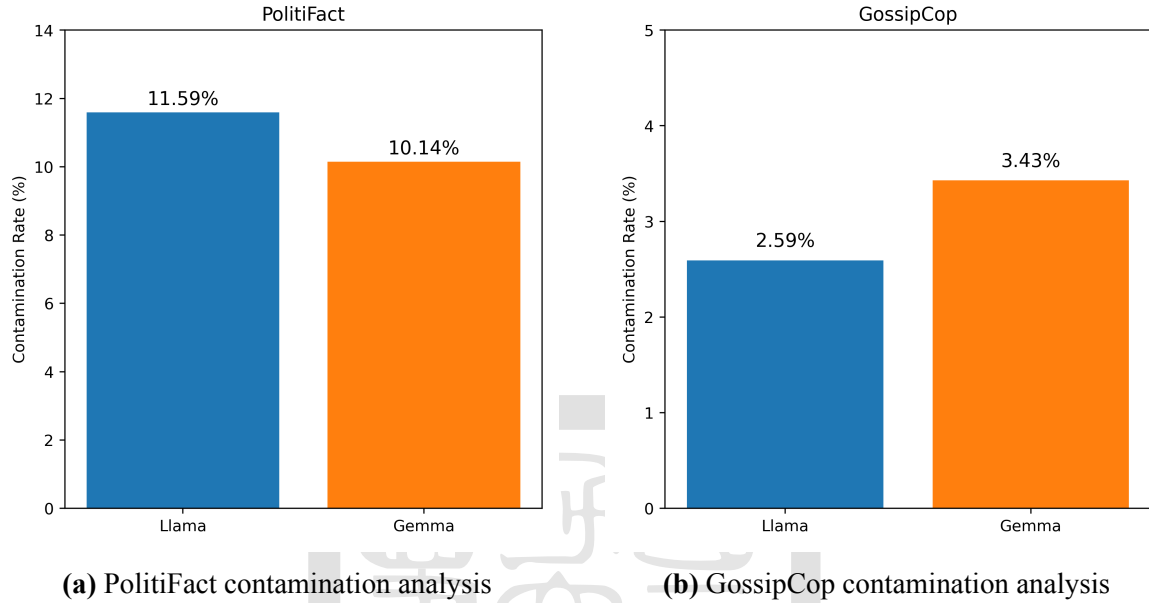 PolitiFact
14
12
10
8
6
4
2
0
Contamination Rate (%)
11.59%
10.14%
Llama
Gemma
(a) PolitiFact contamination analysis
GossipCop
5
4
3
2
1
0
Contamination Rate (%)
2.59%
3.43%
Llama
Gemma
(b) GossipCop contamination analysis